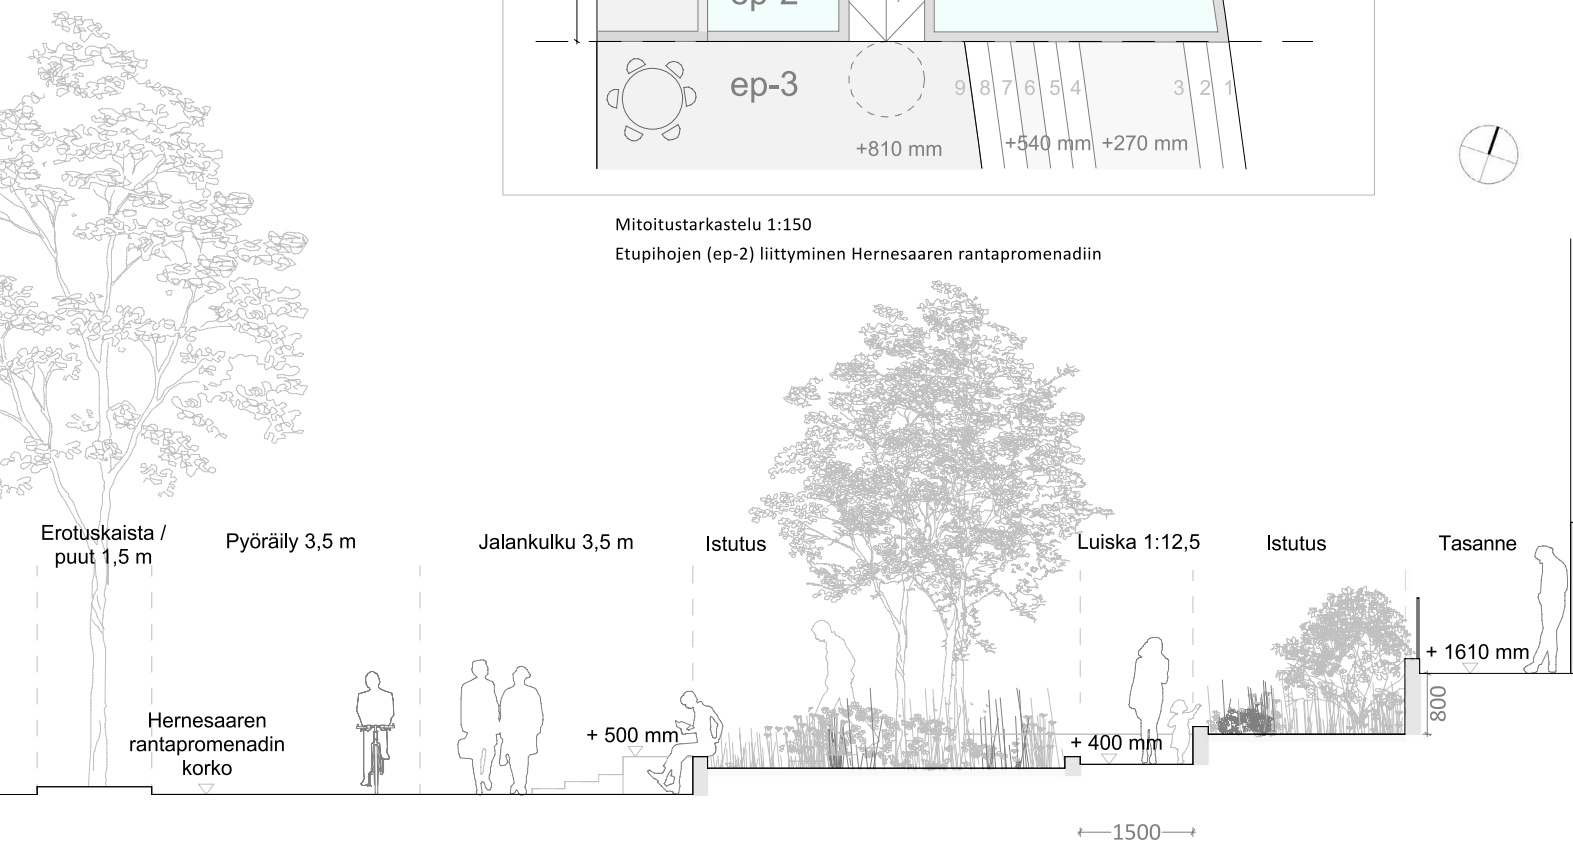 ep-2
ep-3
9 8 7 6 5 4 3 2 1
+810 mm
+540 mm
+270 mm
Mitoitustarkastelu 1:150
Etupihojen (ep-2) liittyminen Hernesaaren rantapromenadiin
Erotuskaista /
puut 1,5 m
Pyöräily 3,5 m
Jalankulku 3,5 m
Istutus
Luiska 1:12,5
Istutus
Tasanne
Hernesaaren
rantapromenadin
korko
+ 500 mm
+ 400 mm
+ 1610 mm
800
1500